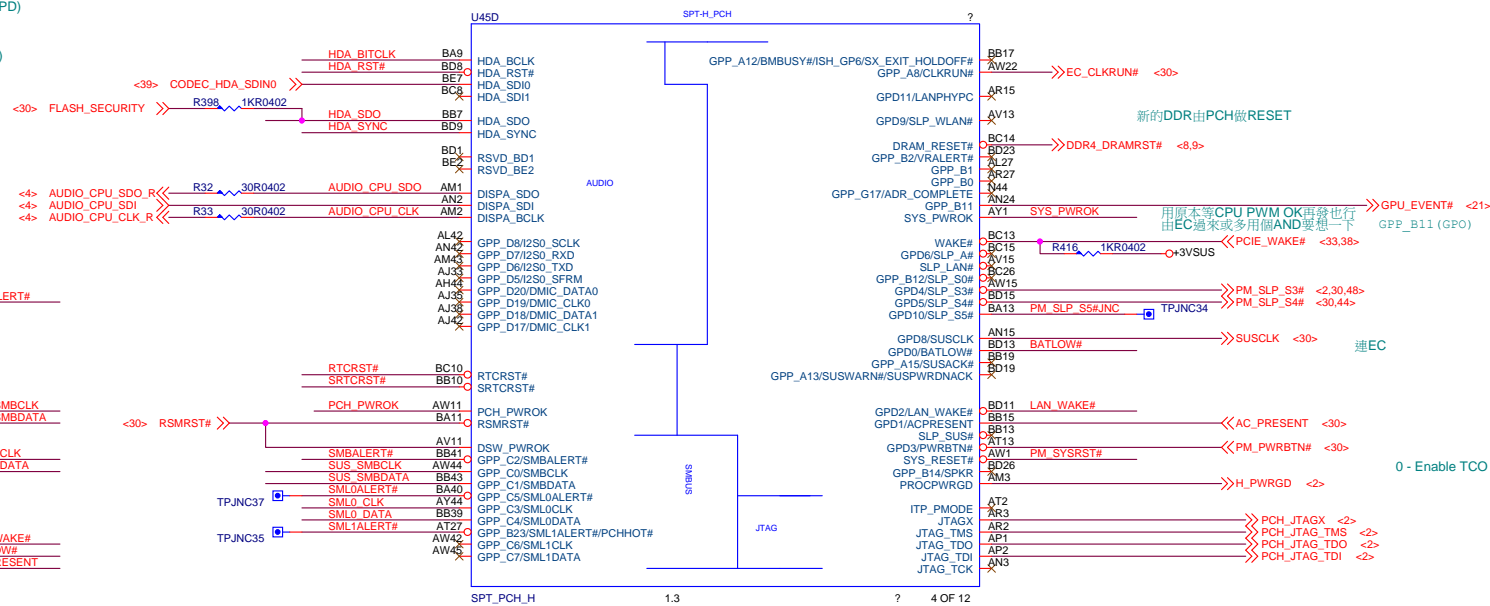 PD)
)
ERT#
MBCLK
MBDATA
CLK
DATA
WAKE#
OW#
ESENT
U45D SPT-H_PCH ?
HDA_BITCLK BA9 HDA_BCLK
HDA_RST# BD8 HDA_RST#
<39> CODEC_HDA_SDIN0 BE7 HDA_SDI0
BC8 HDA_SDI1
<30> FLASH_SECURITY R398 1KR0402
HDA_SDO BB7 HDA_SDO
HDA_SYNC BD9 HDA_SYNC
BD1 RSVD_BD1
BE2 RSVD_BE2
AUDIO
<4> AUDIO_CPU_SDO_R R32 30R0402 AUDIO_CPU_SDO AM1 DISPA_SDO
<4> AUDIO_CPU_SDI AN2 DISPA_SDI
<4> AUDIO_CPU_CLK_R R33 30R0402 AUDIO_CPU_CLK AM2 DISPA_BCLK
AL42 GPP_D8/I2S0_SCLK
AN42 GPP_D7/I2S0_RXD
AM43 GPP_D6/I2S0_TXD
AJ33 GPP_D5/I2S0_SFRM
AH44 GPP_D20/DMIC_DATA0
AJ35 GPP_D19/DMIC_CLK0
AJ38 GPP_D18/DMIC_DATA1
AJ42 GPP_D17/DMIC_CLK1
RTCRST# BC10 RTCRST#
SRTCRST# BB10 SRTCRST#
PCH_PWROK AW11 PCH_PWROK
<30> RSMRST# BA11 RSMRST#
AV11 DSW_PWROK
SMBALERT# BB41 GPP_C2/SMBALERT#
SUS_SMBCLK AW44 GPP_C0/SMBCLK
SUS_SMBDATA BB43 GPP_C1/SMBDATA
TPJNC37 SML0ALERT# BA40 GPP_C5/SML0ALERT#
SML0_CLK AY44 GPP_C3/SML0CLK
SML0_DATA BB39 GPP_C4/SML0DATA
TPJNC35 SML1ALERT# AT27 GPP_B23/SML1ALERT#/PCHHOT#
AW42 GPP_C6/SML1CLK
AW45 GPP_C7/SML1DATA
SMBUS
JTAG
GPP_A12/BMBUSY#/ISH_GP6/SX_EXIT_HOLDOFF# BB17
GPP_A8/CLKRUN# AW22 EC_CLKRUN# <30>
GPD11/LANPHYPC AR15
GPD9/SLP_WLAN# AV13
新的DDR由PCH做RESET
DRAM_RESET# BC14 DDR4_DRAMRST# <8,9>
GPP_B2/VRALERT# BD23
GPP_B1 AL27
GPP_B0 AR27
GPP_G17/ADR_COMPLETE N44
GPP_B11 AN24 GPU_EVENT# <21>
SYS_PWROK AY1 SYS_PWROK
用原本等CPU PWM OK再發也行
由EC過來或多用個AND要想一下
GPP_B11(GPO)
WAKE# BC13 PCIE_WAKE# <33,38>
R416 1KR0402 +3VSUS
GPD6/SLP_A# BC15
SLP_LAN# AV15
GPP_B12/SLP_S0# BC26
GPD4/SLP_S3# AW15 PM_SLP_S3# <2,30,48>
GPD5/SLP_S4# BD15 PM_SLP_S4# <30,44>
GPD10/SLP_S5# BA13 PM_SLP_S5#JNC TPJNC34
GPD8/SUSCLK AN15 SUSCLK <30>
連EC
GPD0/BATLOW# BD13 BATLOW#
GPP_A15/SUSACK# BB19
GPP_A13/SUSWARN#/SUSPWRDNACK BD19
GPD2/LAN_WAKE# BD11 LAN_WAKE#
GPD1/ACPRESENT BB15 AC_PRESENT <30>
SLP_SUS# BB13
GPD3/PWRBTN# AT13 PM_PWRBTN# <30>
SYS_RESET# AW1 PM_SYSRST#
GPP_B14/SPKR BD26
0 - Enable TCO
PROCPWRGD AM3 H_PWRGD <2>
ITP_PMODE AT2
JTAGX AR3 PCH_JTAGX <2>
JTAG_TMS AR2 PCH_JTAG_TMS <2>
JTAG_TDO AP1 PCH_JTAG_TDO <2>
JTAG_TDI AP2 PCH_JTAG_TDI <2>
JTAG_TCK AN3
SPT_PCH_H 1.3 ? 4 OF 12